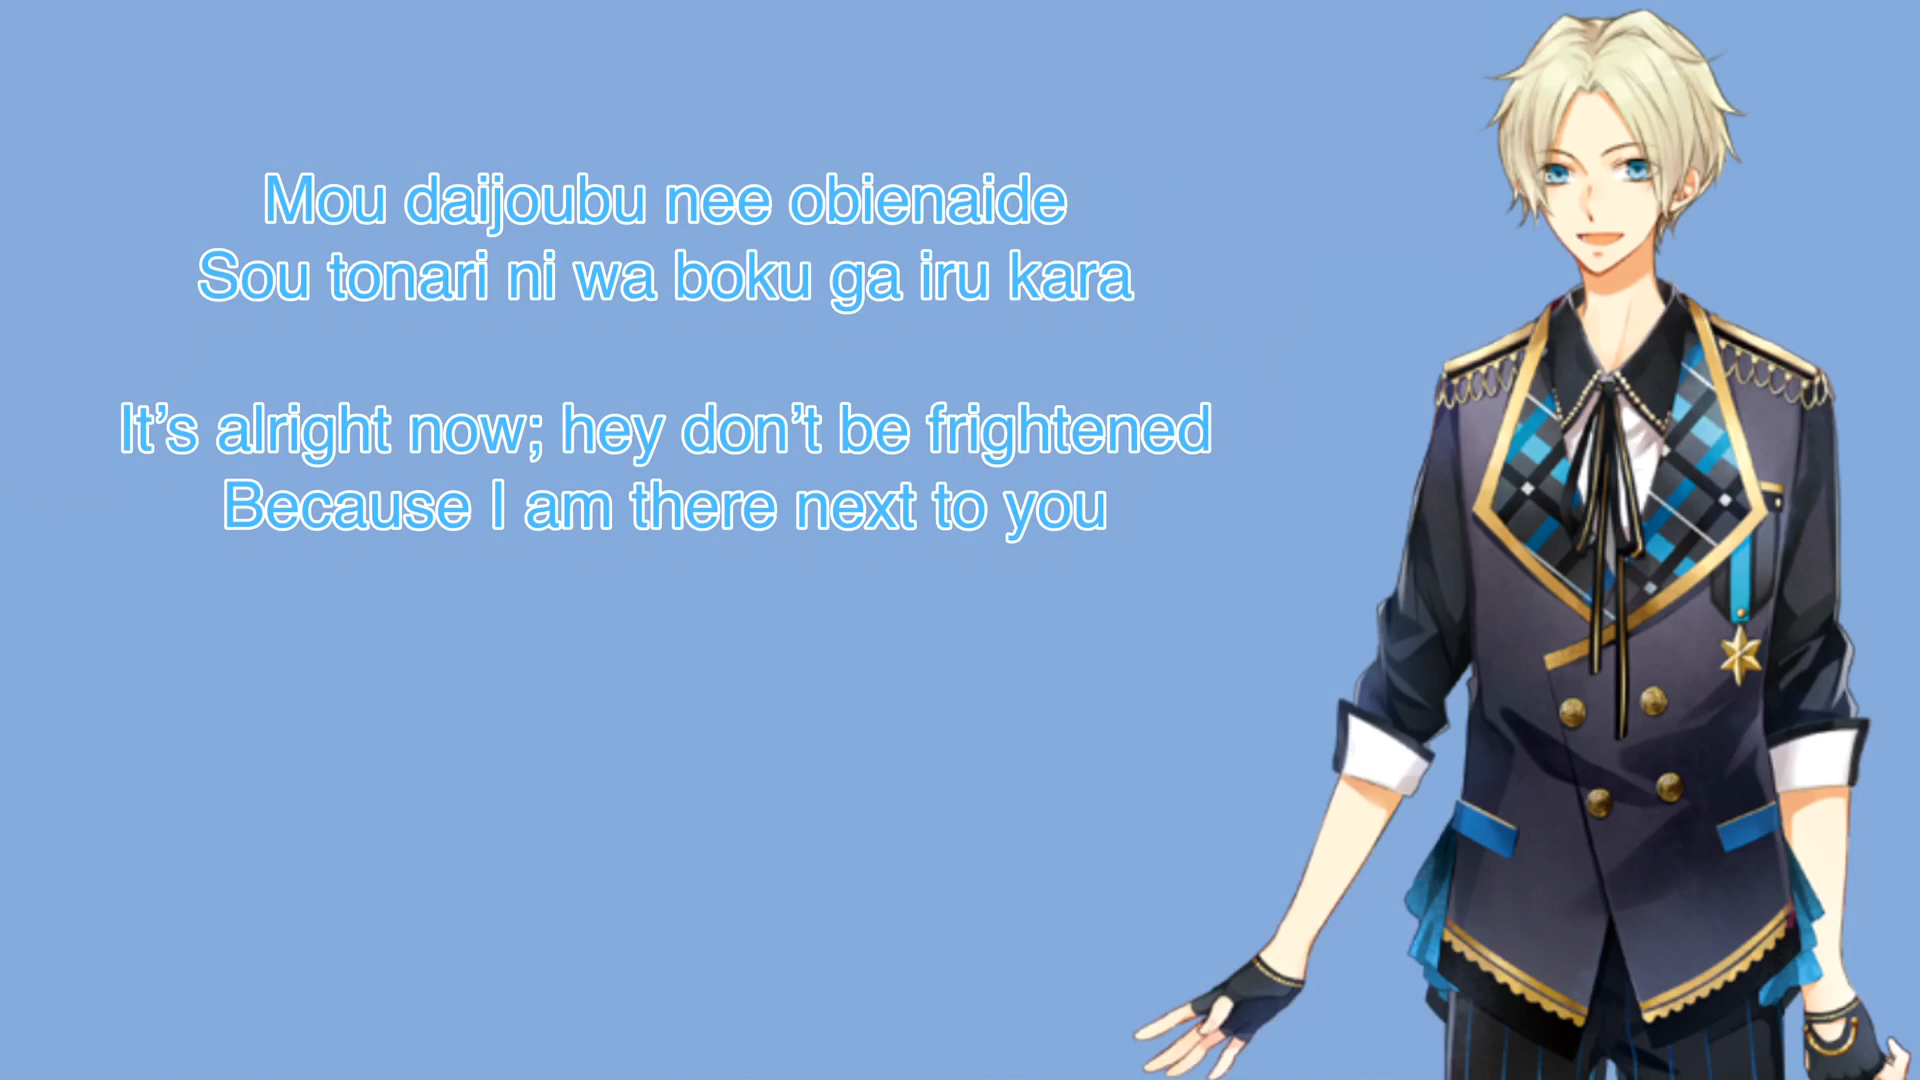 Mou daijoubu nee obienaide
Sou tonari ni wa boku ga iru kara
It’s alright now; hey don’t be frightened
Because I am there next to you